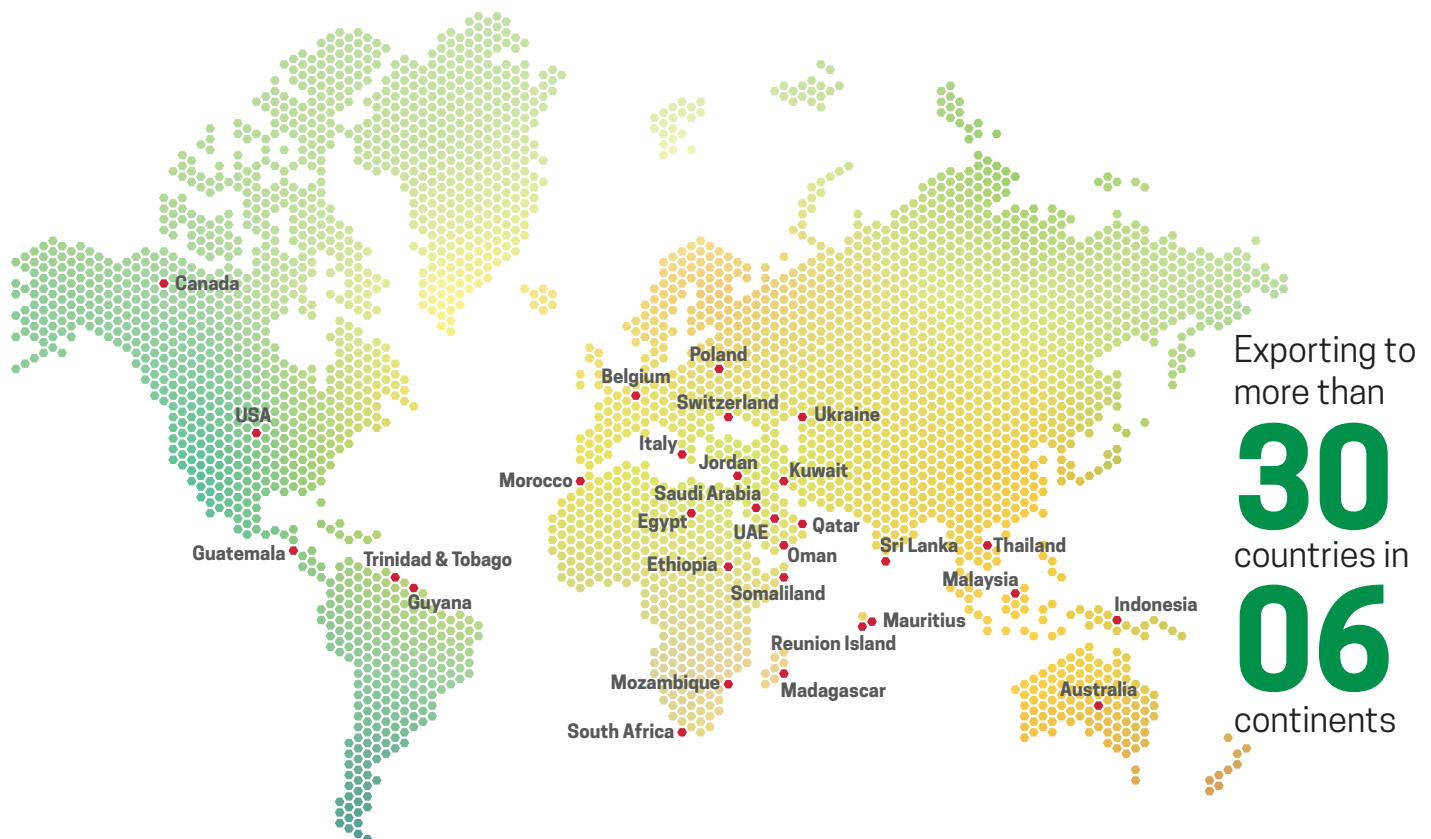 Canada
USA
Guatemala
Trinidad & Tobago
Guyana
Poland
Belgium
Switzerland
Ukraine
Italy
Jordan
Kuwait
Morocco
Saudi Arabia
Egypt
UAE
Qatar
Oman
Ethiopia
Somaliland
Sri Lanka
Thailand
Malaysia
Indonesia
Mauritius
Reunion Island
Mozambique
Madagascar
South Africa
Australia
Exporting to
more than
30
countries in
06
continents